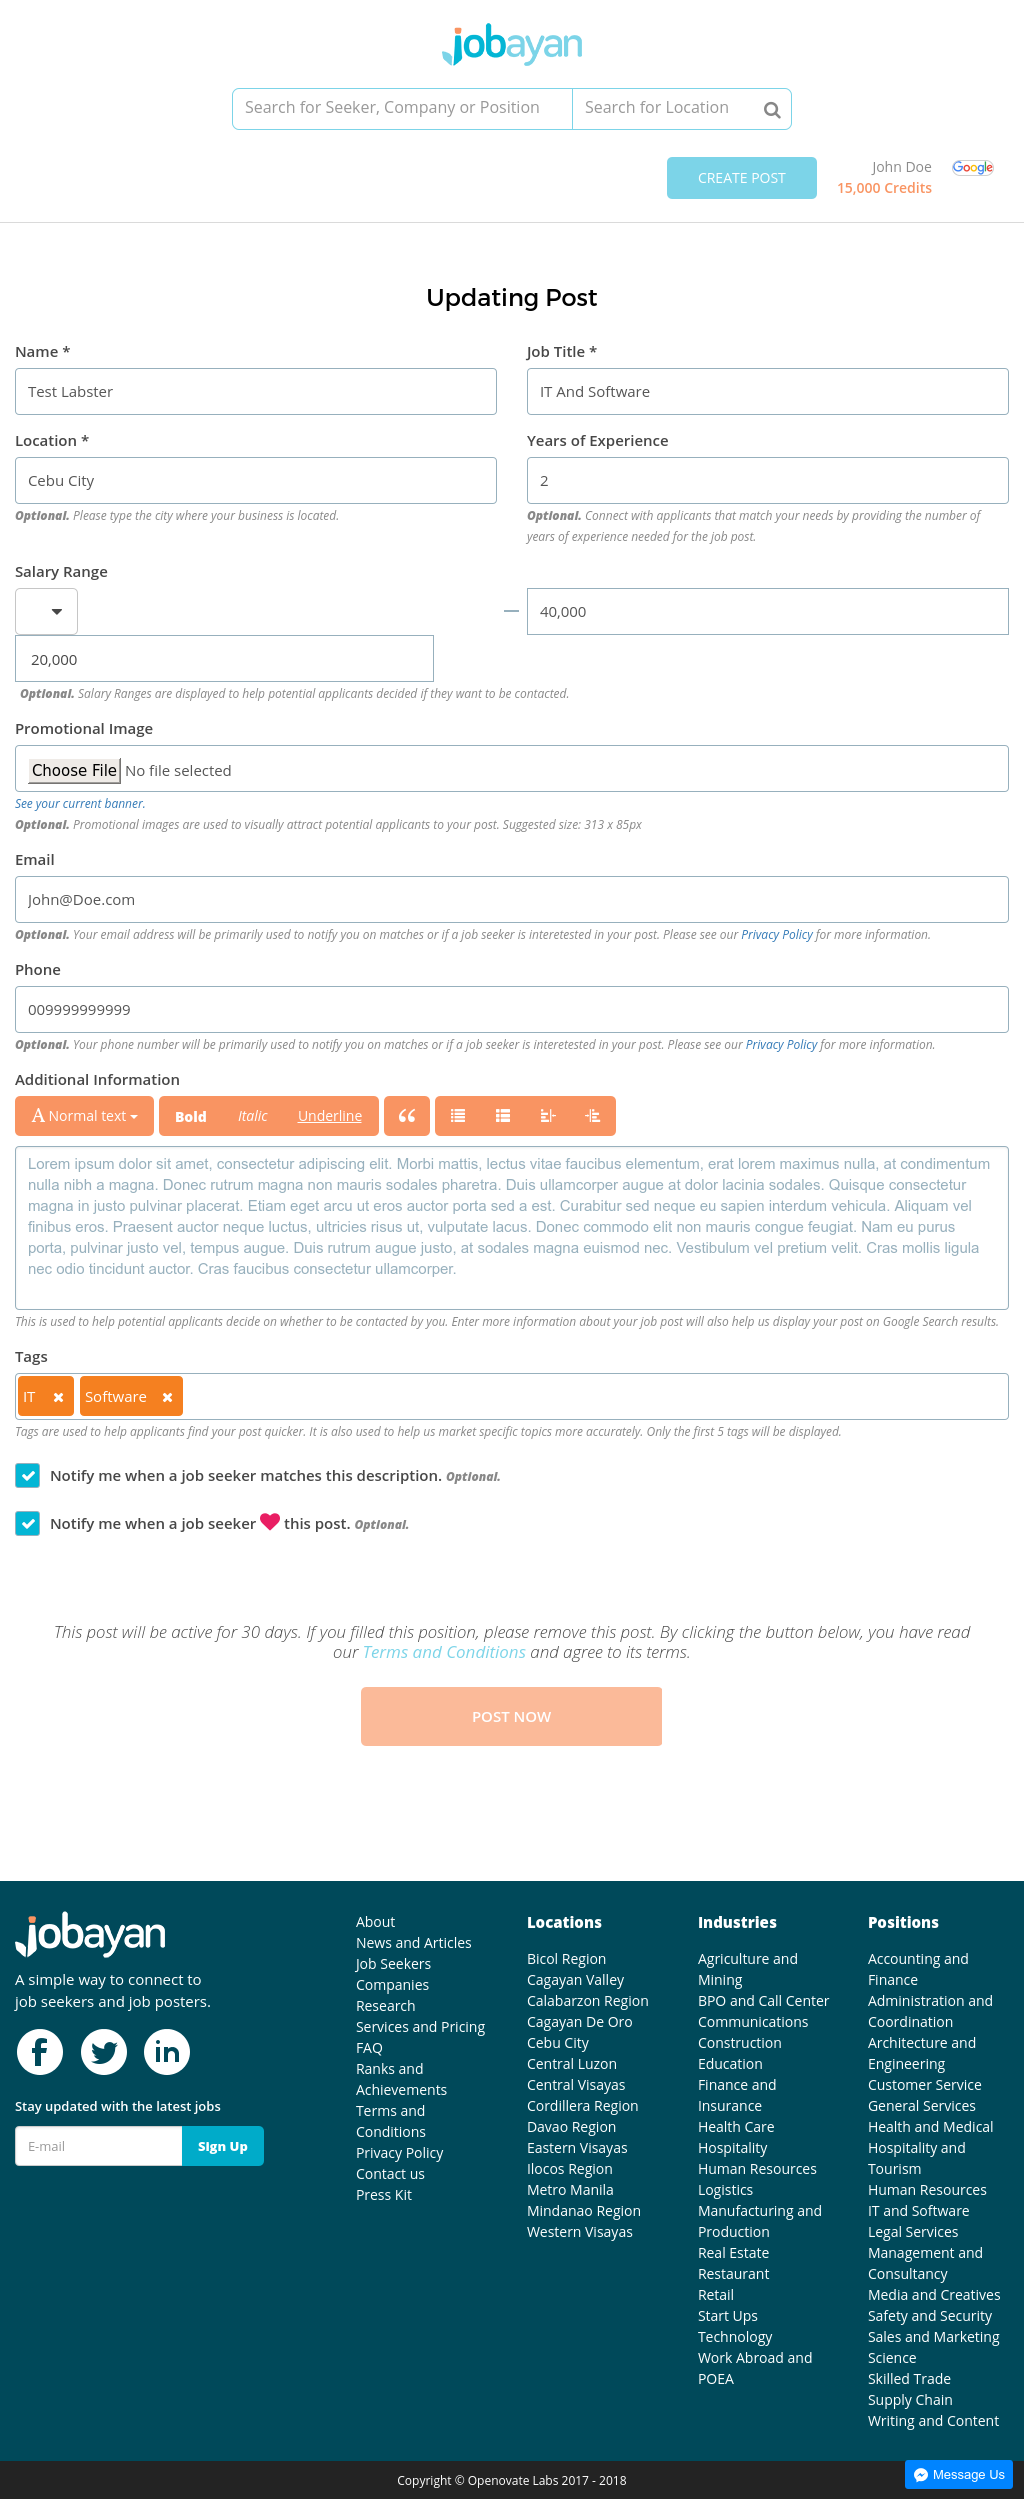 jobayan
Search for Seeker, Company or Position
Search for Location
CREATE POST
John Doe
15,000 Credits
Google
Updating Post
Name *
Job Title *
Test Labster
IT And Software
Location *
Years of Experience
Cebu City
2
Optional. Please type the city where your business is located.
Optional. Connect with applicants that match your needs by providing the number of
years of experience needed for the job post.
Salary Range
— 40,000
20,000
Optional. Salary Ranges are displayed to help potential applicants decided if they want to be contacted.
Promotional Image
Choose File No file selected
See your current banner.
Optional. Promotional images are used to visually attract potential applicants to your post. Suggested size: 313 x 85px
Email
John@Doe.com
Optional. Your email address will be primarily used to notify you on matches or if a job seeker is interetested in your post. Please see our Privacy Policy for more information.
Phone
009999999999
Optional. Your phone number will be primarily used to notify you on matches or if a job seeker is interetested in your post. Please see our Privacy Policy for more information.
Additional Information
A Normal text
Bold
Italic
Underline
Lorem ipsum dolor sit amet, consectetur adipiscing elit. Morbi mattis, lectus vitae faucibus elementum, erat lorem maximus nulla, at condimentum
nulla nibh a magna. Donec rutrum magna non mauris sodales pharetra. Duis ullamcorper augue at dolor lacinia sodales. Quisque consectetur
magna in justo pulvinar placerat. Etiam eget arcu ut eros auctor porta sed a est. Curabitur sed neque eu sapien interdum vehicula. Aliquam vel
finibus eros. Praesent auctor neque luctus, ultricies risus ut, vulputate lacus. Donec commodo elit non mauris congue feugiat. Nam eu purus
porta, pulvinar justo vel, tempus augue. Duis rutrum augue justo, at sodales magna euismod nec. Vestibulum vel pretium velit. Cras mollis ligula
nec odio tincidunt auctor. Cras faucibus consectetur ullamcorper.
This is used to help potential applicants decide on whether to be contacted by you. Enter more information about your job post will also help us display your post on Google Search results.
Tags
IT
Software
Tags are used to help applicants find your post quicker. It is also used to help us market specific topics more accurately. Only the first 5 tags will be displayed.
Notify me when a job seeker matches this description. Optional.
Notify me when a job seeker ♥ this post. Optional.
This post will be active for 30 days. If you filled this position, please remove this post. By clicking the button below, you have read
our Terms and Conditions and agree to its terms.
POST NOW
jobayan
A simple way to connect to
job seekers and job posters.
Stay updated with the latest jobs
E-mail
Sign Up
About
News and Articles
Job Seekers
Companies
Research
Services and Pricing
FAQ
Ranks and
Achievements
Terms and
Conditions
Privacy Policy
Contact us
Press Kit
Locations
Bicol Region
Cagayan Valley
Calabarzon Region
Cagayan De Oro
Cebu City
Central Luzon
Central Visayas
Cordillera Region
Davao Region
Eastern Visayas
Ilocos Region
Metro Manila
Mindanao Region
Western Visayas
Industries
Agriculture and
Mining
BPO and Call Center
Communications
Construction
Education
Finance and
Insurance
Health Care
Hospitality
Human Resources
Logistics
Manufacturing and
Production
Real Estate
Restaurant
Retail
Start Ups
Technology
Work Abroad and
POEA
Positions
Accounting and
Finance
Administration and
Coordination
Architecture and
Engineering
Customer Service
General Services
Health and Medical
Hospitality and
Tourism
Human Resources
IT and Software
Legal Services
Management and
Consultancy
Media and Creatives
Safety and Security
Sales and Marketing
Science
Skilled Trade
Supply Chain
Writing and Content
Copyright © Openovate Labs 2017 - 2018
Message Us